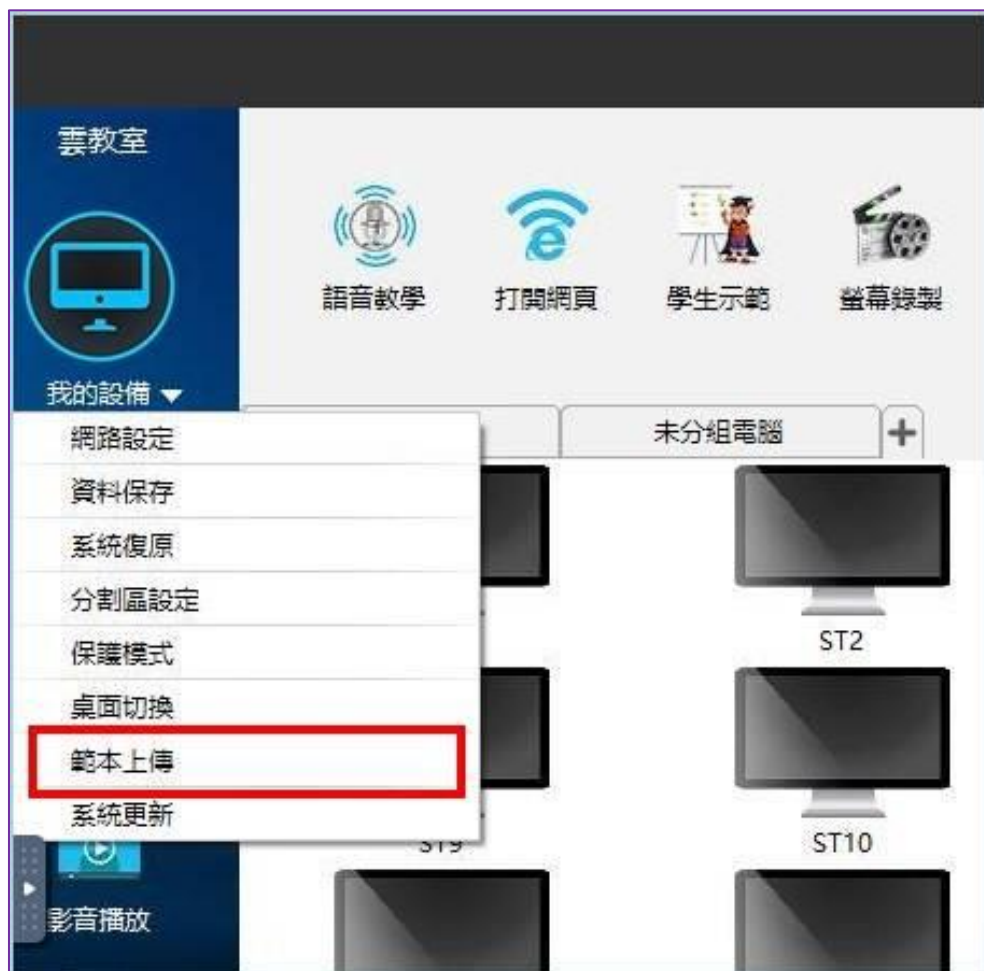 雲教室
語音教學
打開網頁
學生示範
螢幕錄製
我的設備
未分組電腦
網路設定
資料保存
系統復原
分割區設定
保護模式
桌面切換
範本上傳
系統更新
ST2
ST9
ST10
影音播放